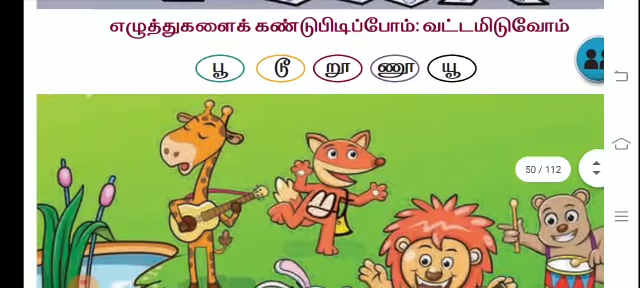 எழுத்துகளைக் கண்டுபிடிப்போம்: வட்டமிடுவோம்
பூ டூ றூ ணூ யூ
50 / 112